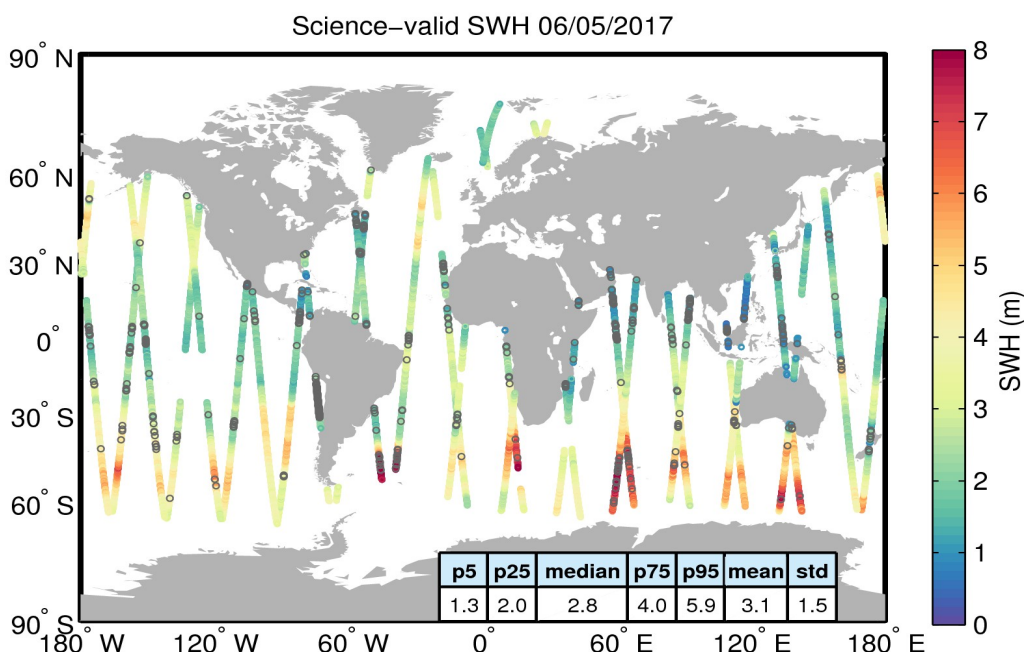 Science−valid SWH 06/05/2017
90° N
60° N
30° N
0°
30° S
60° S
90° S
180° W
120° W
60° W
0°
60° E
120° E
180° E
p5 p25 median p75 p95 mean std
1.3 2.0 2.8 4.0 5.9 3.1 1.5
8
7
6
5
4
3
2
1
0
SWH (m)